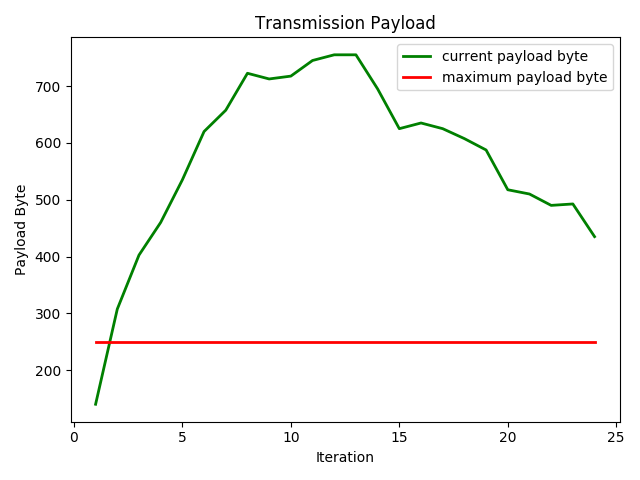 Transmission Payload
current payload byte
maximum payload byte
700
600
500
400
300
200
Payload Byte
0 5 10 15 20 25
Iteration